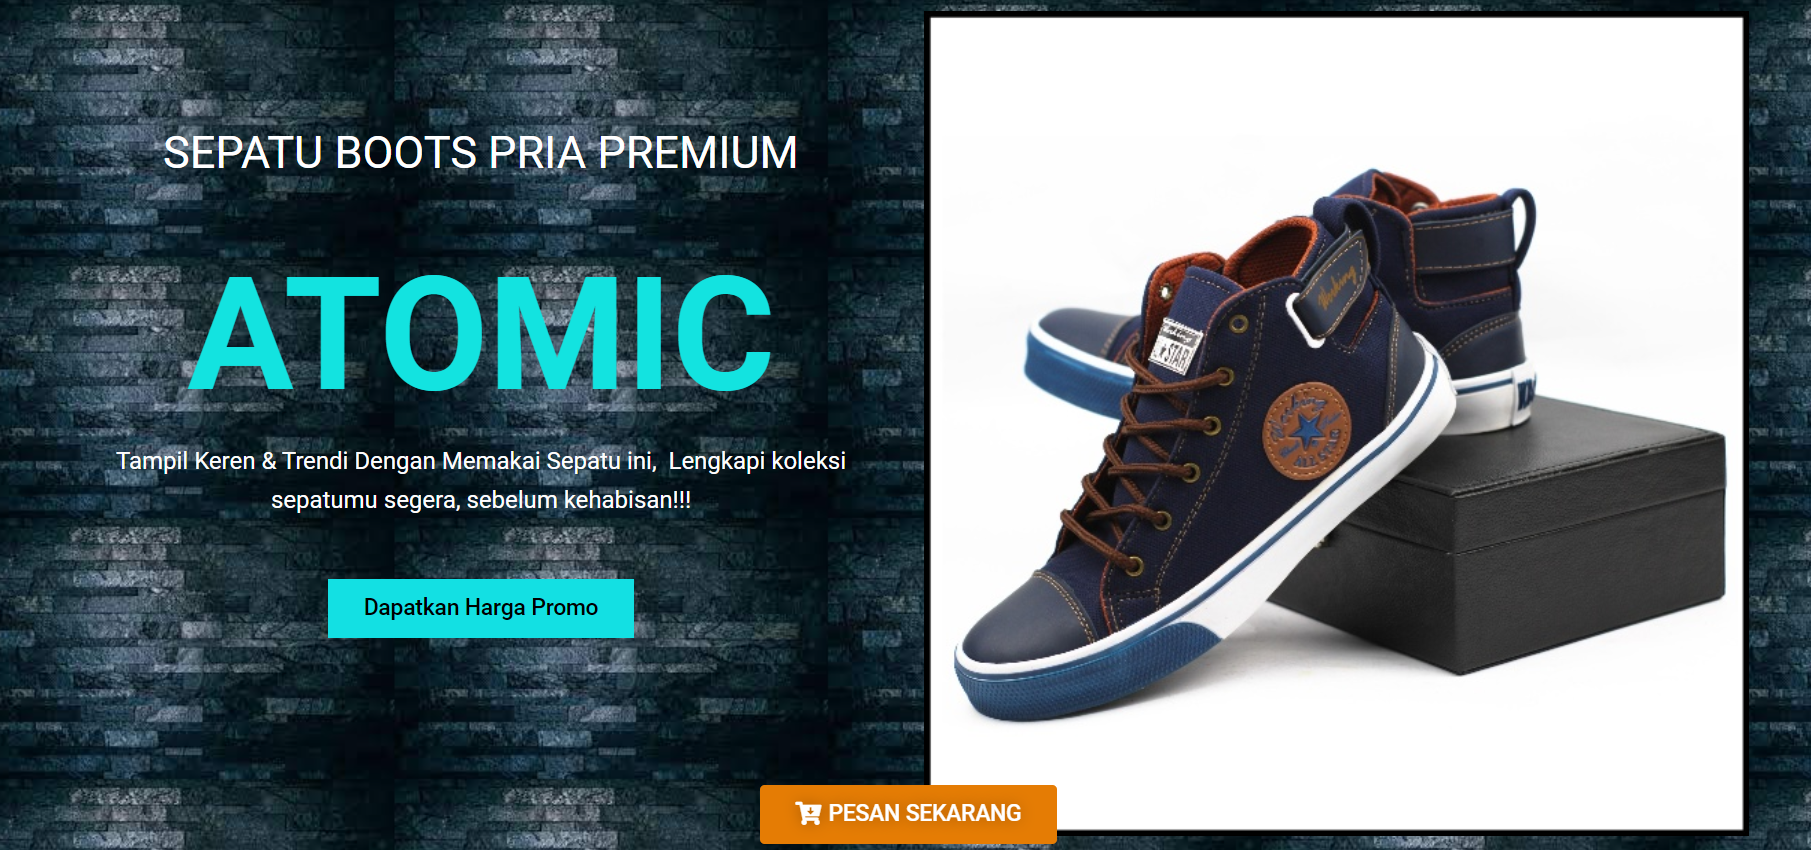 SEPATU BOOTS PRIA PREMIUM
ATOMIC
Tampil Keren & Trendi Dengan Memakai Sepatu ini,  Lengkapi koleksi
sepatumu segera, sebelum kehabisan!!!
Dapatkan Harga Promo
PESAN SEKARANG
STAR